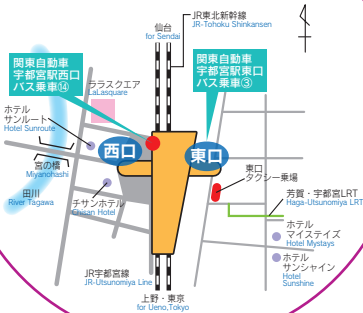 仙台
for Sendai
JR東北新幹線
JR-Tohoku Shinkansen
関東自動車
宇都宮駅西口
バス乗車⑭
ララスクエア
LaLasquare
関東自動車
宇都宮駅東口
バス乗車③
ホテル
サンルート
Hotel Sunroute
西口
東口
宮の橋
Miyanohashi
東口
タクシー乗場
田川
River Tagawa
チサンホテル
Chisan Hotel
芳賀・宇都宮LRT
Haga-Utsunomiya LRT
ホテル
マイステイズ
Hotel Mystays
JR宇都宮線
JR-Utsunomiya Line
ホテル
サンシャイン
Hotel
Sunshine
上野・東京
for Ueno,Tokyo